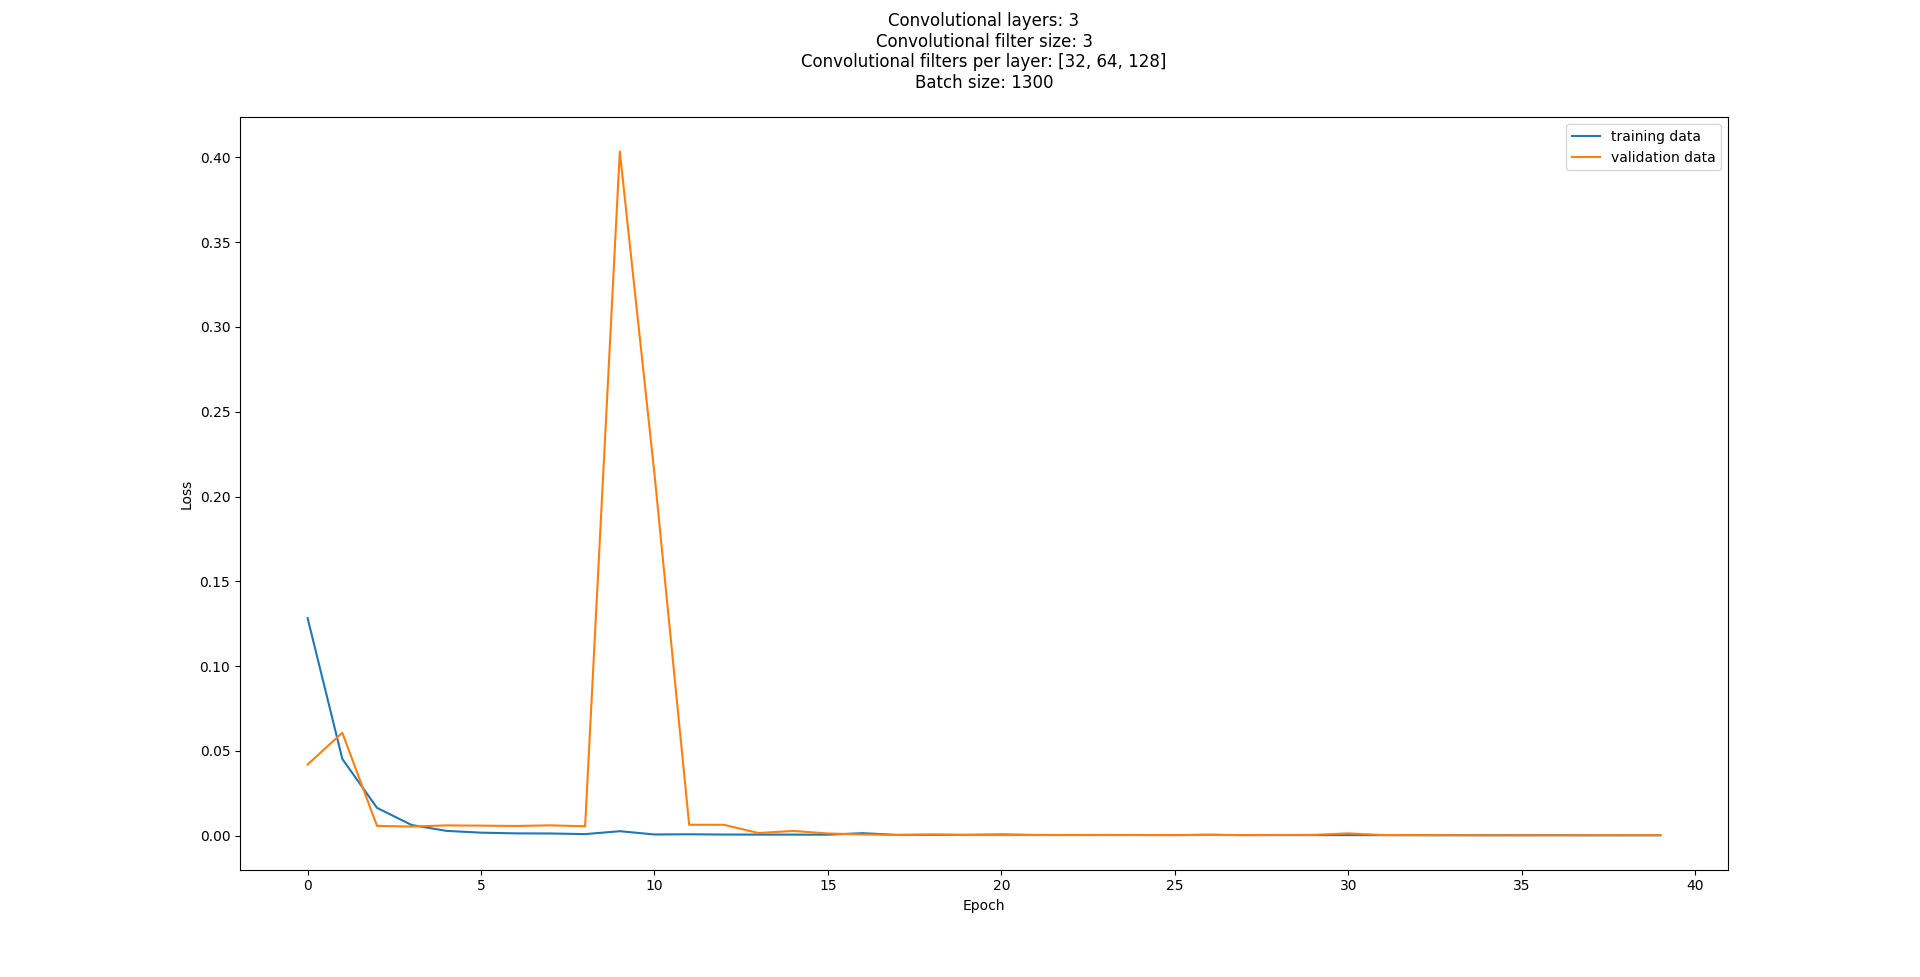 Convolutional layers: 3
Convolutional filter size: 3
Convolutional filters per layer: [32, 64, 128]
Batch size: 1300
training data
validation data
0.40
0.35
0.30
0.25
0.20
0.15
0.10
0.05
0.00
Loss
0 5 10 15 20 25 30 35 40
Epoch